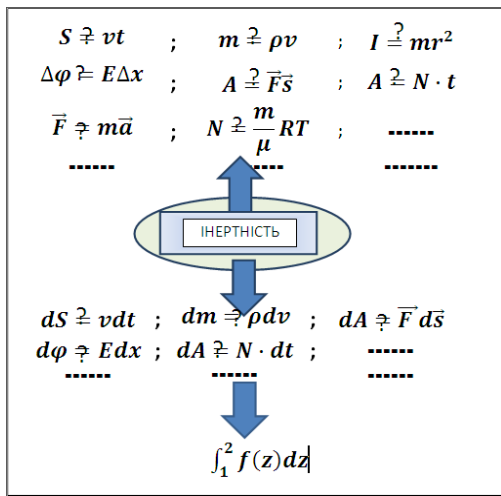 S ≟ vt ; m ≟ ρv ; I ≟ mr²
Δφ ≟ EΔx ; A ≟ F⃗s⃗ ; A ≟ N · t
F⃗ ≟ ma⃗ ; N ≟ m/μ RT ; ------
------ ------ -------
ІНЕРТНІСТЬ
dS ≟ vdt ; dm ≟ ρdv ; dA ≟ F⃗ ds⃗
dφ ≟ Edx ; dA ≟ N · dt ; ------
------ ------ ------
∫₁² f(z)dz